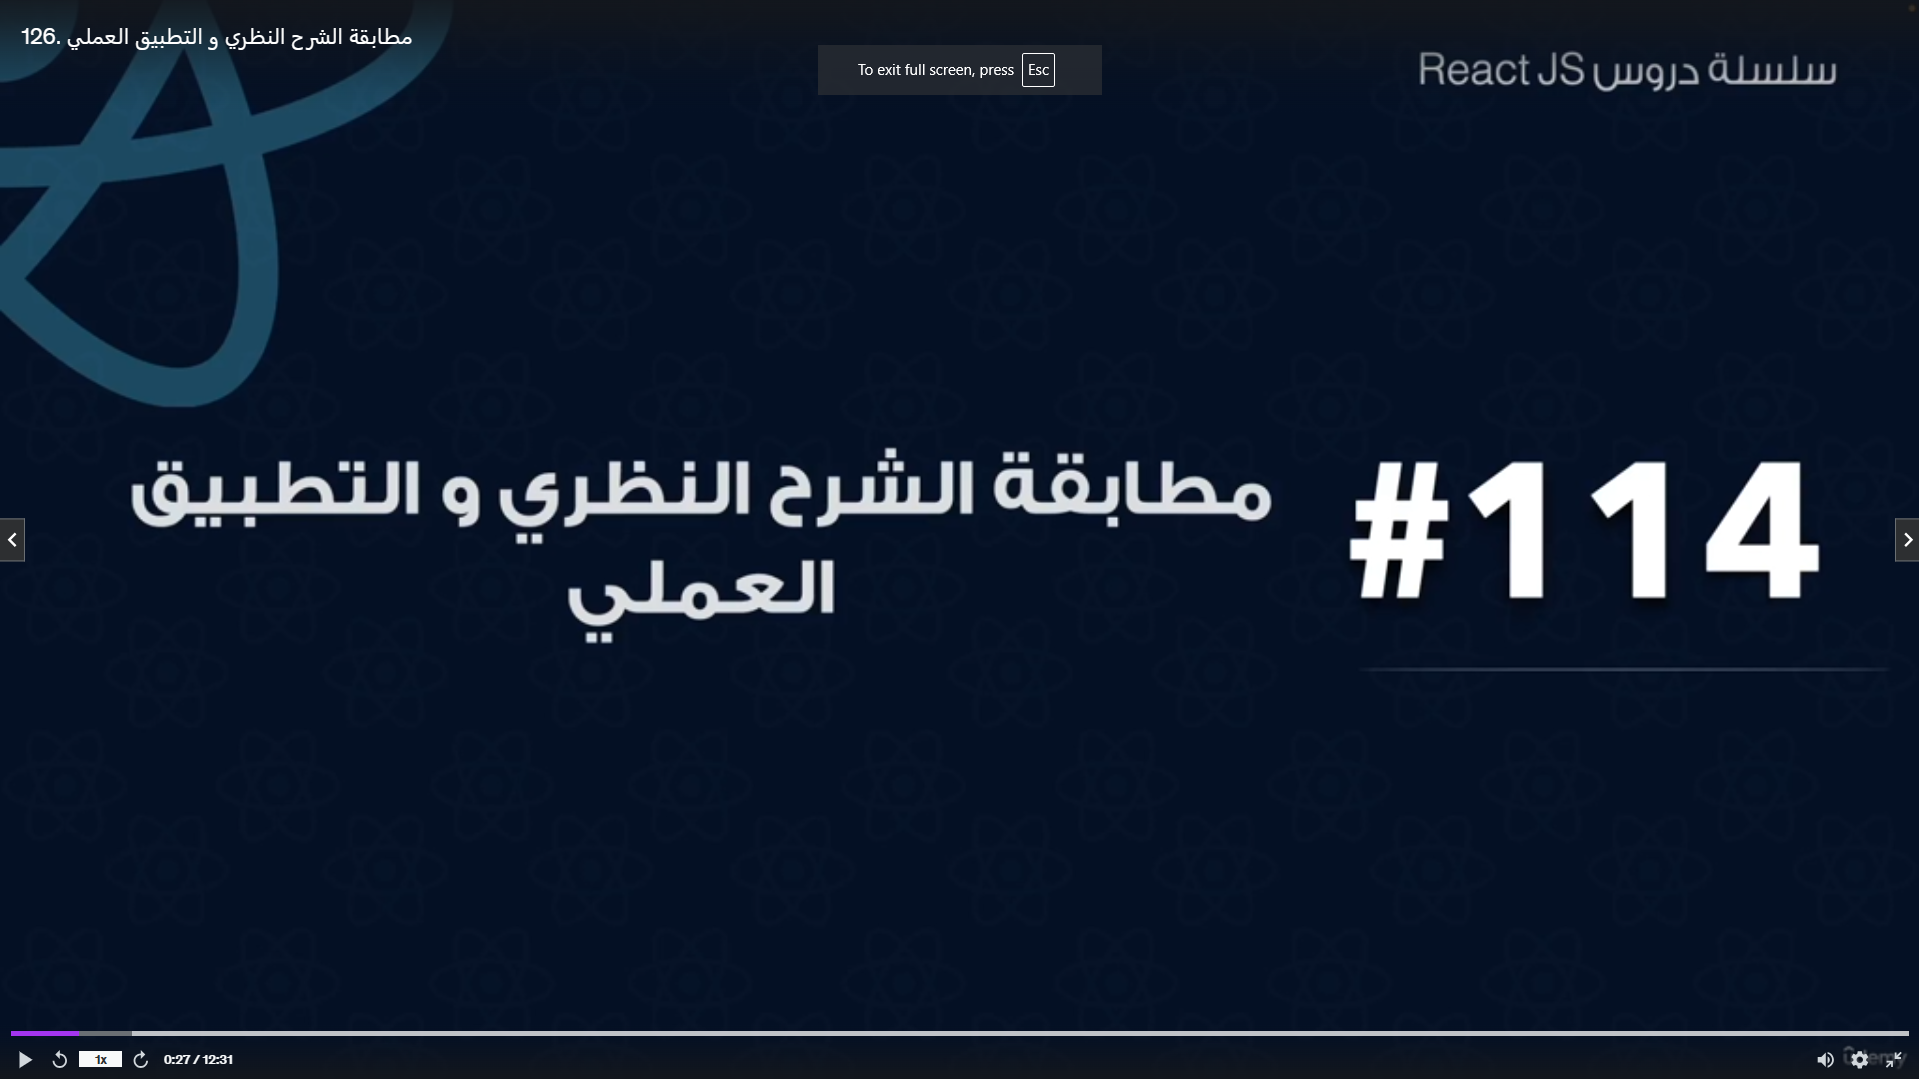 126. مطابقة الشرح النظري و التطبيق العملي
To exit full screen, press Esc
سلسلة دروس React JS
#114
مطابقة الشرح النظري و التطبيق
العملي
1x
0:27 / 12:31
ûdemy